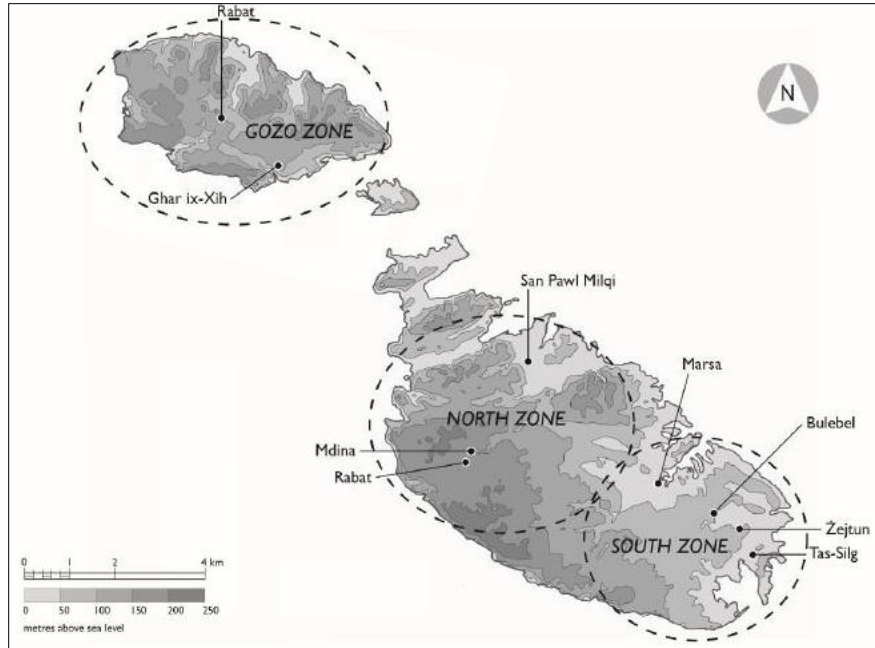 Rabat
N
GOZO ZONE
Ghar ix-Xih
San Pawl Milqi
Marsa
NORTH ZONE
Bulebel
Mdina
Rabat
Żejtun
SOUTH ZONE
Tas-Silg
0 1 2 4 km
0 50 100 150 200 250
metres above sea level